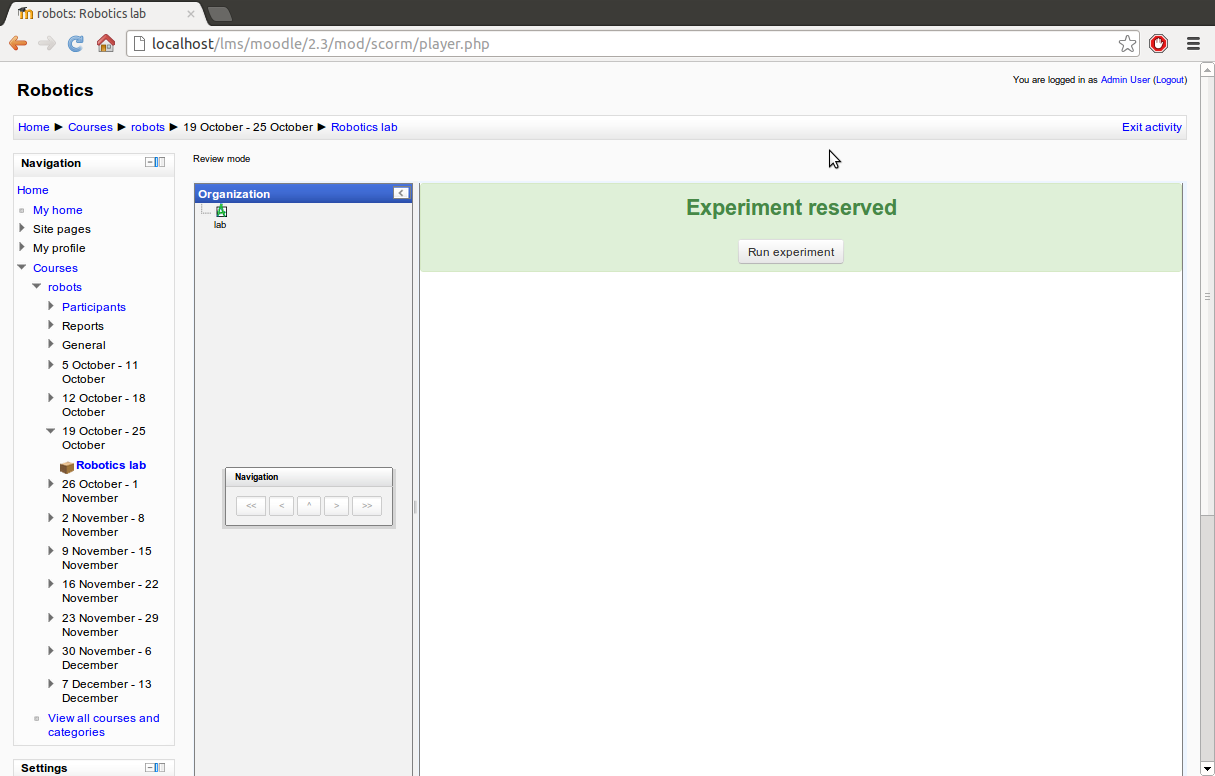 robots: Robotics lab
localhost/lms/moodle/2.3/mod/scorm/player.php
Robotics
You are logged in as Admin User (Logout)
Home ► Courses ► robots ► 19 October - 25 October ► Robotics lab
Exit activity
Navigation
Home
My home
Site pages
My profile
Courses
robots
Participants
Reports
General
5 October - 11
October
12 October - 18
October
19 October - 25
October
Robotics lab
26 October - 1
November
2 November - 8
November
9 November - 15
November
16 November - 22
November
23 November - 29
November
30 November - 6
December
7 December - 13
December
View all courses and
categories
Settings
Review mode
Organization
<
lab
Navigation
<< < ^ > >>
Experiment reserved
Run experiment